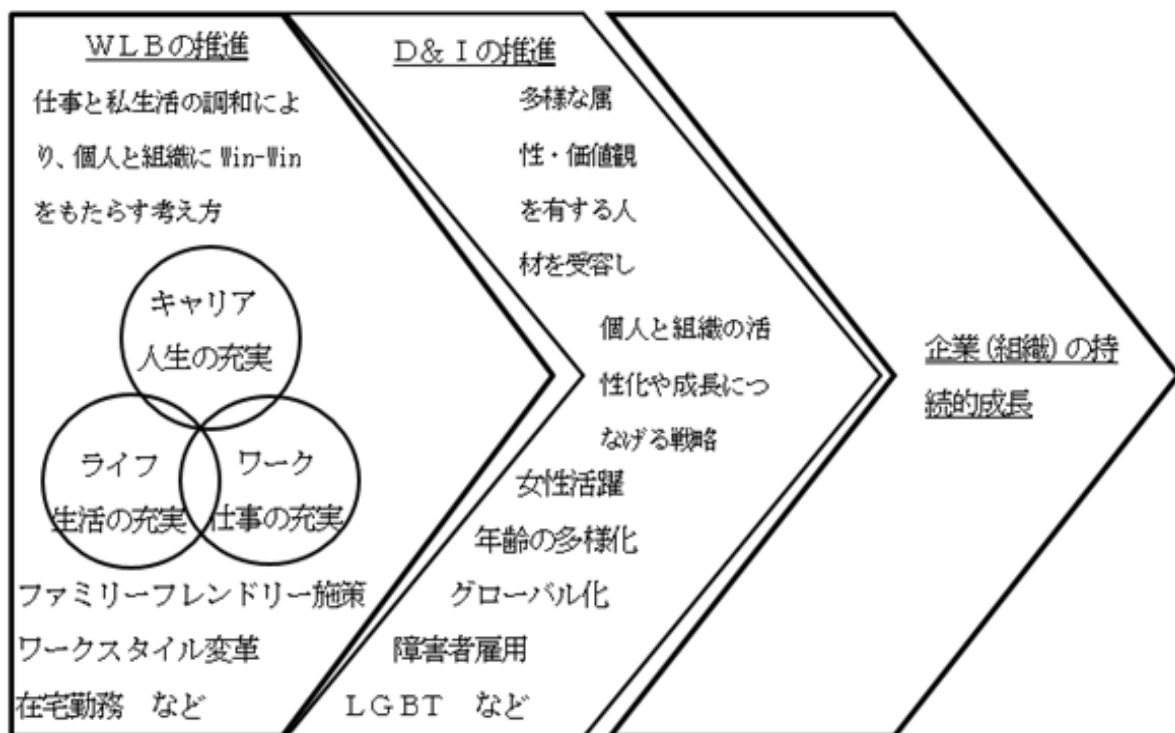 ＷＬＢの推進
仕事と私生活の調和によ
り、個人と組織に Win-Win
をもたらす考え方
キャリア
人生の充実
ライフ
生活の充実
ワーク
仕事の充実
ファミリーフレンドリー施策
ワークスタイル変革
在宅勤務　など
Ｄ&Ｉの推進
多様な属
性・価値観
を有する人
材を受容し
個人と組織の活
性化や成長につ
なげる戦略
女性活躍
年齢の多様化
グローバル化
障害者雇用
ＬＧＢＴ　など
企業(組織)の持
続的成長